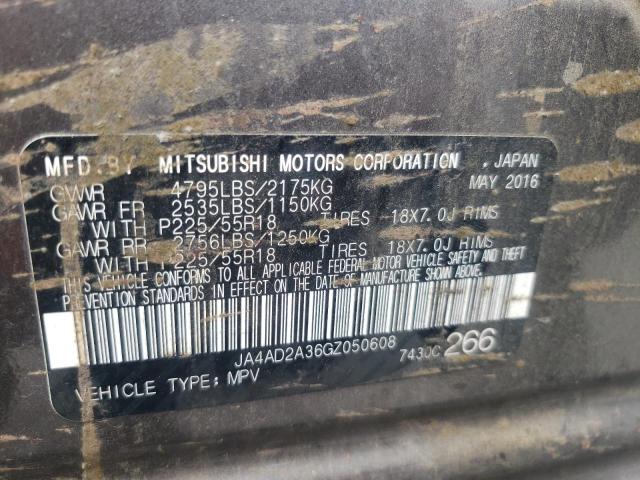 MFD.BY MITSUBISHI MOTORS CORPORATION , JAPAN
GVWR 4795LBS/2175KG MAY 2016
GAWR FR 2535LBS/1150KG
WITH P225/55R18 TIRES 18X7.0J RIMS
GAWR RR 2756LBS/1250KG
WITH P225/55R18 TIRES 18X7.0J RIMS
THIS VEHICLE CONFORMS TO ALL APPLICABLE FEDERAL MOTOR VEHICLE SAFETY AND THEFT
PREVENTION STANDARDS IN EFFECT ON THE DATE OF MANUFACTURE SHOWN ABOVE.
JA4AD2A36GZ050608 7430C 266
VEHICLE TYPE: MPV